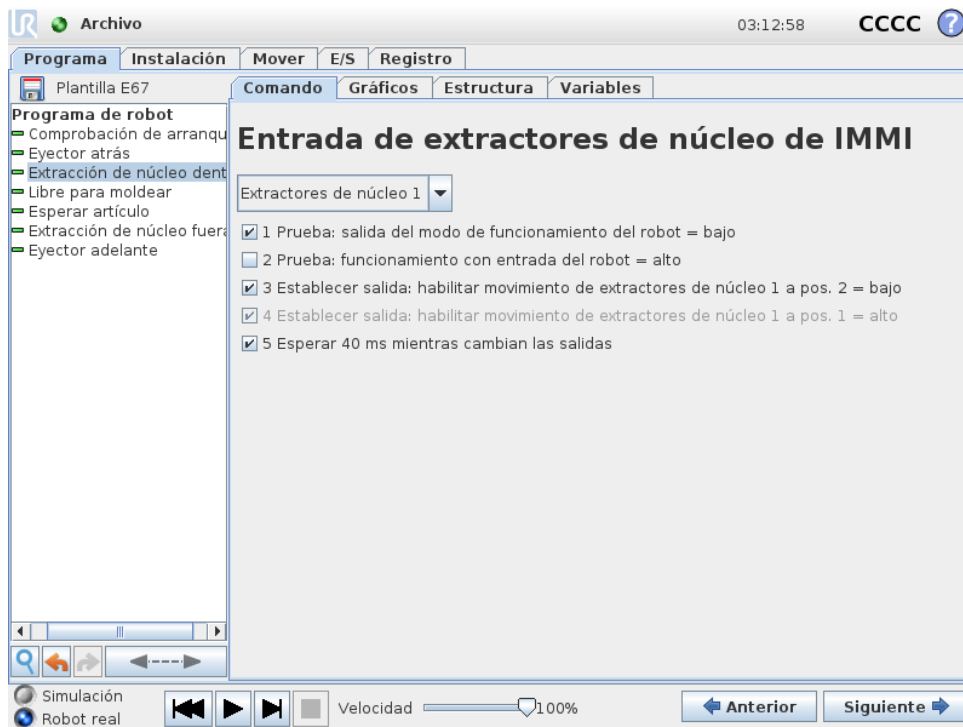 UR Archivo 03:12:58 CCCC ?
Programa Instalación Mover E/S Registro
Plantilla E67
Comando Gráficos Estructura Variables
Programa de robot
Comprobación de arranqu
Eyector atrás
Extracción de núcleo dent
Libre para moldear
Esperar artículo
Extracción de núcleo fuera
Eyector adelante
Entrada de extractores de núcleo de IMMI
Extractores de núcleo 1
1 Prueba: salida del modo de funcionamiento del robot = bajo
2 Prueba: funcionamiento con entrada del robot = alto
3 Establecer salida: habilitar movimiento de extractores de núcleo 1 a pos. 2 = bajo
4 Establecer salida: habilitar movimiento de extractores de núcleo 1 a pos. 1 = alto
5 Esperar 40 ms mientras cambian las salidas
Simulación
Robot real
Velocidad 100%
Anterior Siguiente